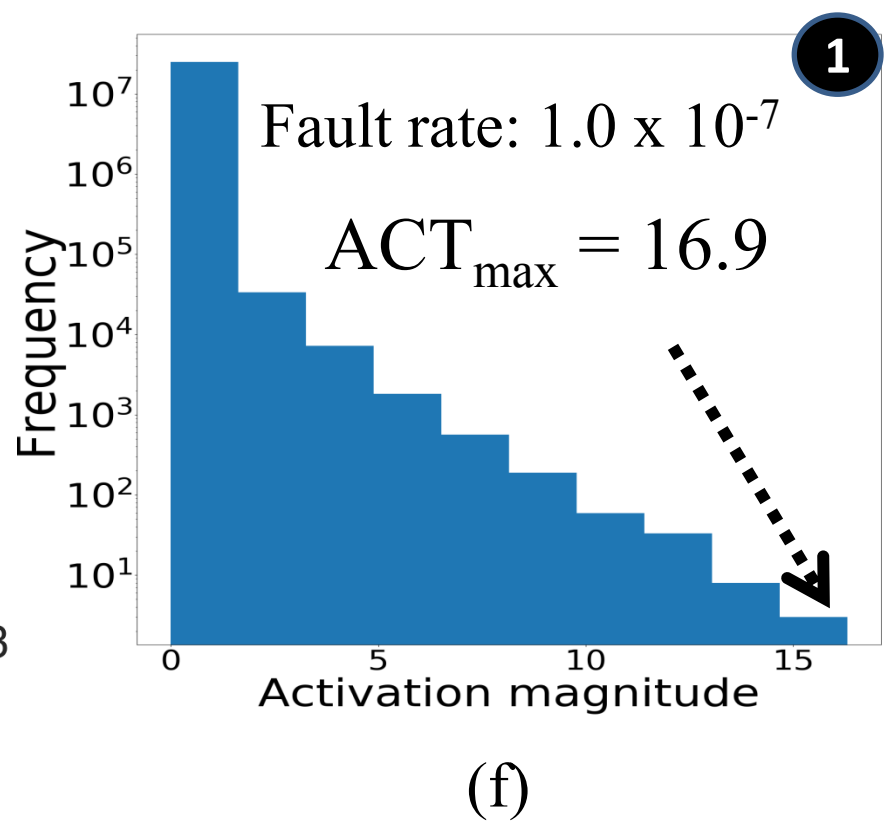 1
10⁷
Fault rate: 1.0 x 10⁻⁷
10⁶
ACTmax = 16.9
10⁵
10⁴
10³
10²
10¹
Frequency
0 5 10 15
Activation magnitude
(f)